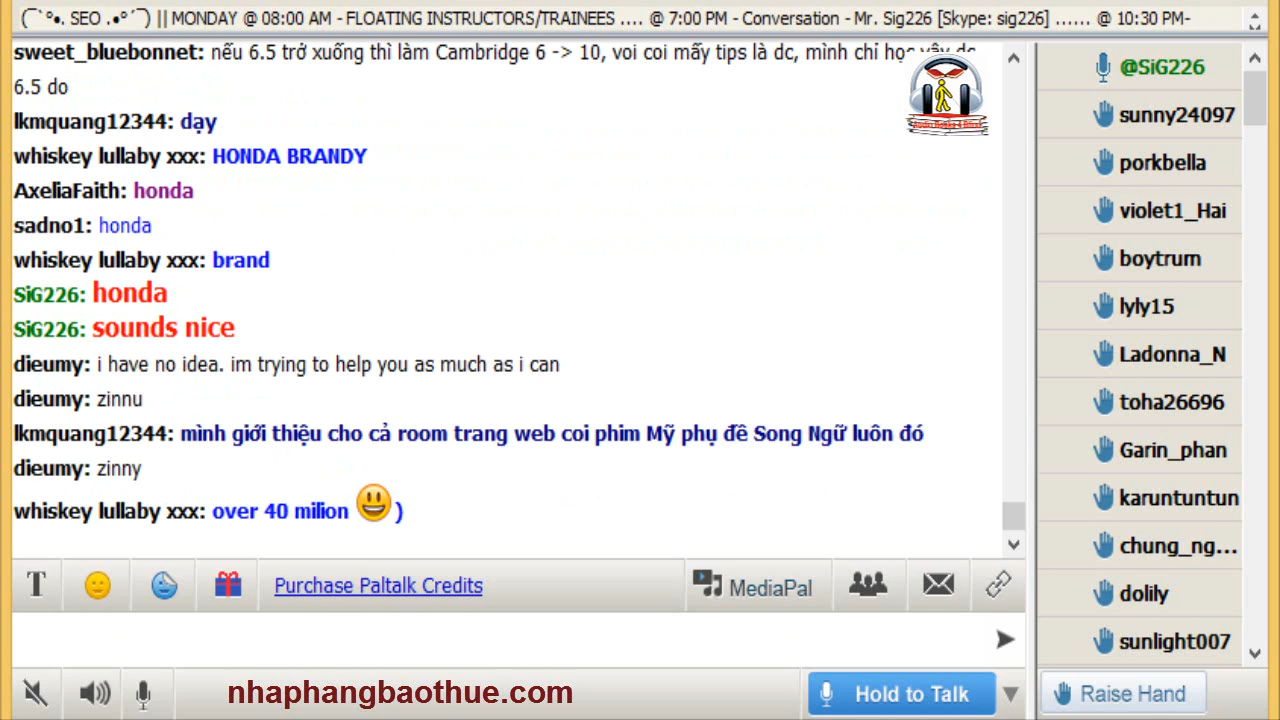 (¯`°•. SEO .•°´¯) || MONDAY @ 08:00 AM - FLOATING INSTRUCTORS/TRAINEES .... @ 7:00 PM - Conversation - Mr. Sig226 [Skype: sig226] ...... @ 10:30 PM-
sweet_bluebonnet: nếu 6.5 trở xuống thì làm Cambridge 6 -> 10, voi coi mấy tips là dc, mình chỉ học vậy dc
6.5 do
lkmquang12344: dạy
whiskey lullaby xxx: HONDA BRANDY
AxeliaFaith: honda
sadno1: honda
whiskey lullaby xxx: brand
SiG226: honda
SiG226: sounds nice
dieumy: i have no idea. im trying to help you as much as i can
dieumy: zinnu
lkmquang12344: mình giới thiệu cho cả room trang web coi phim Mỹ phụ đề Song Ngữ luôn đó
dieumy: zinny
whiskey lullaby xxx: over 40 milion )
T
Purchase Paltalk Credits
MediaPal
nhaphangbaothue.com
Hold to Talk
@SiG226
sunny24097
porkbella
violet1_Hai
boytrum
lyly15
Ladonna_N
toha26696
Garin_phan
karuntuntun
chung_ng...
dolily
sunlight007
Raise Hand